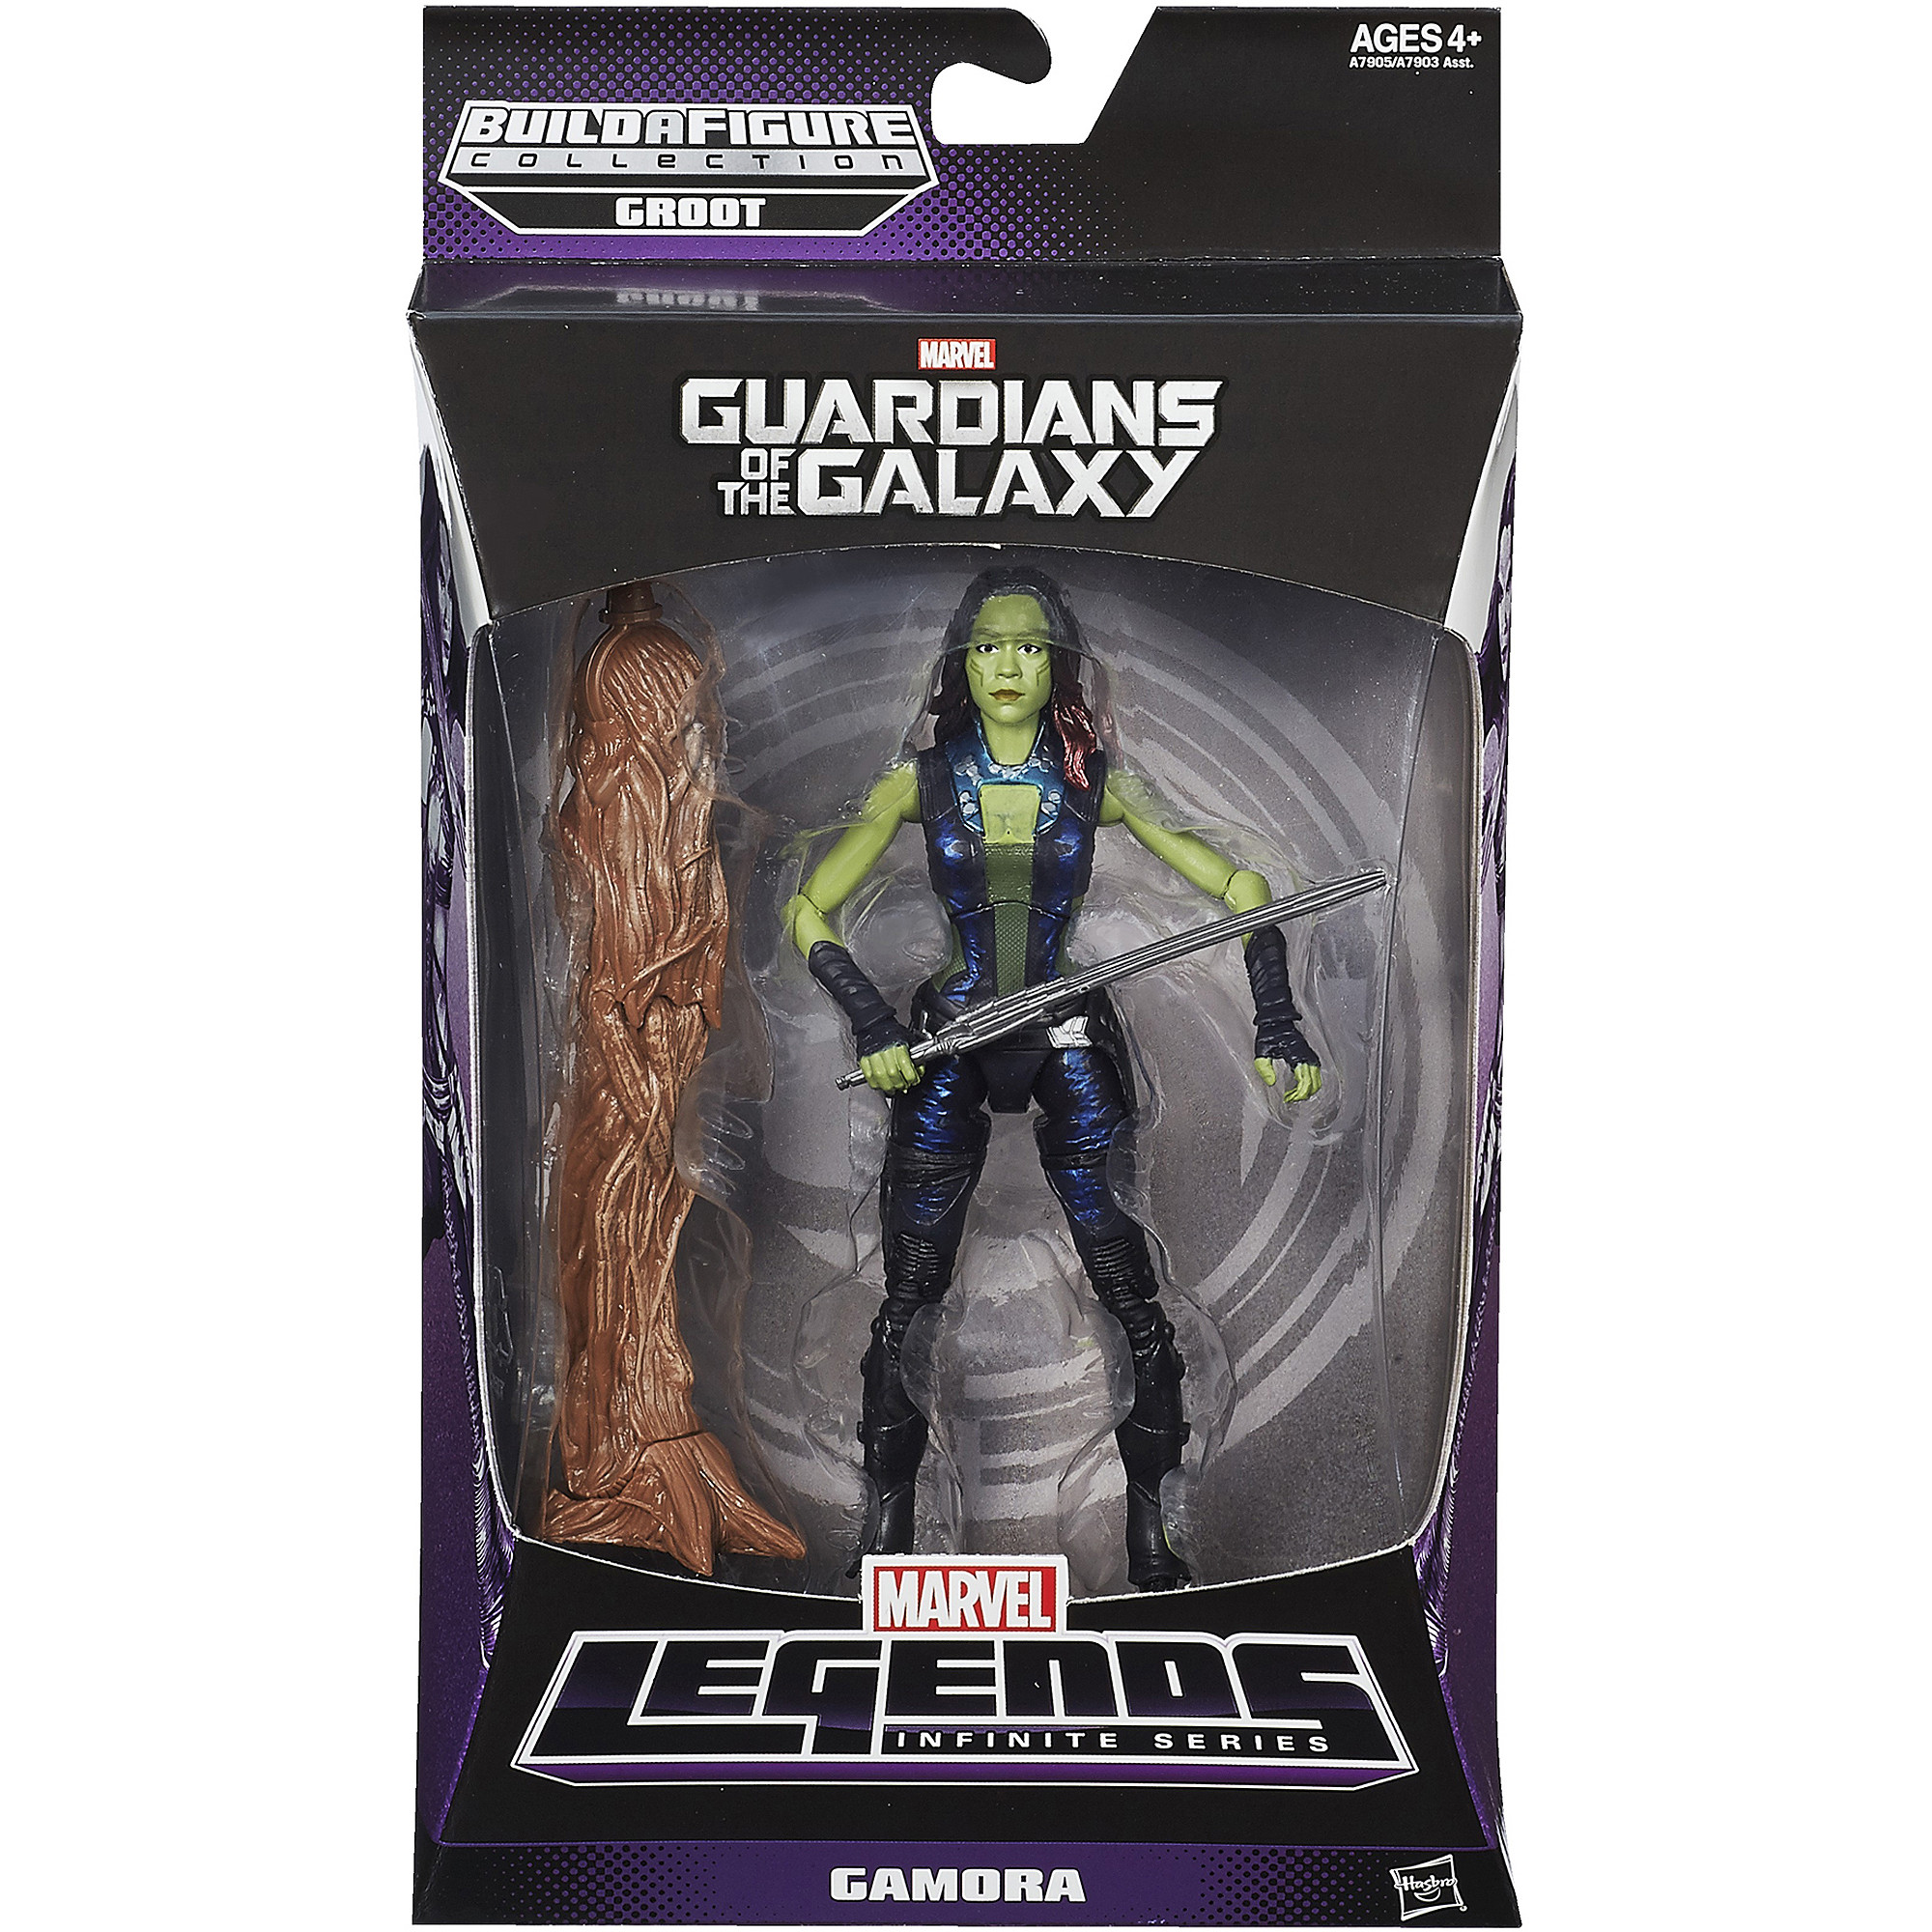 AGES 4+
A7905/A7903 Asst.
BUILDAFIGURE
COLLECTION
GROOT
MARVEL
GUARDIANS
OF
THE GALAXY
MARVEL
LEGENDS
INFINITE SERIES
GAMORA
Hasbro